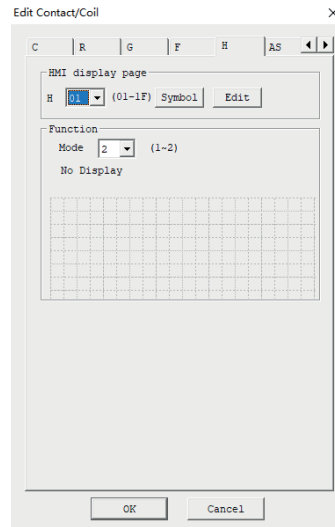 Edit Contact/Coil
C R G F H AS
HMI display page
H 01 (01~1F) Symbol Edit
Function
Mode 2 (1~2)
No Display
OK Cancel